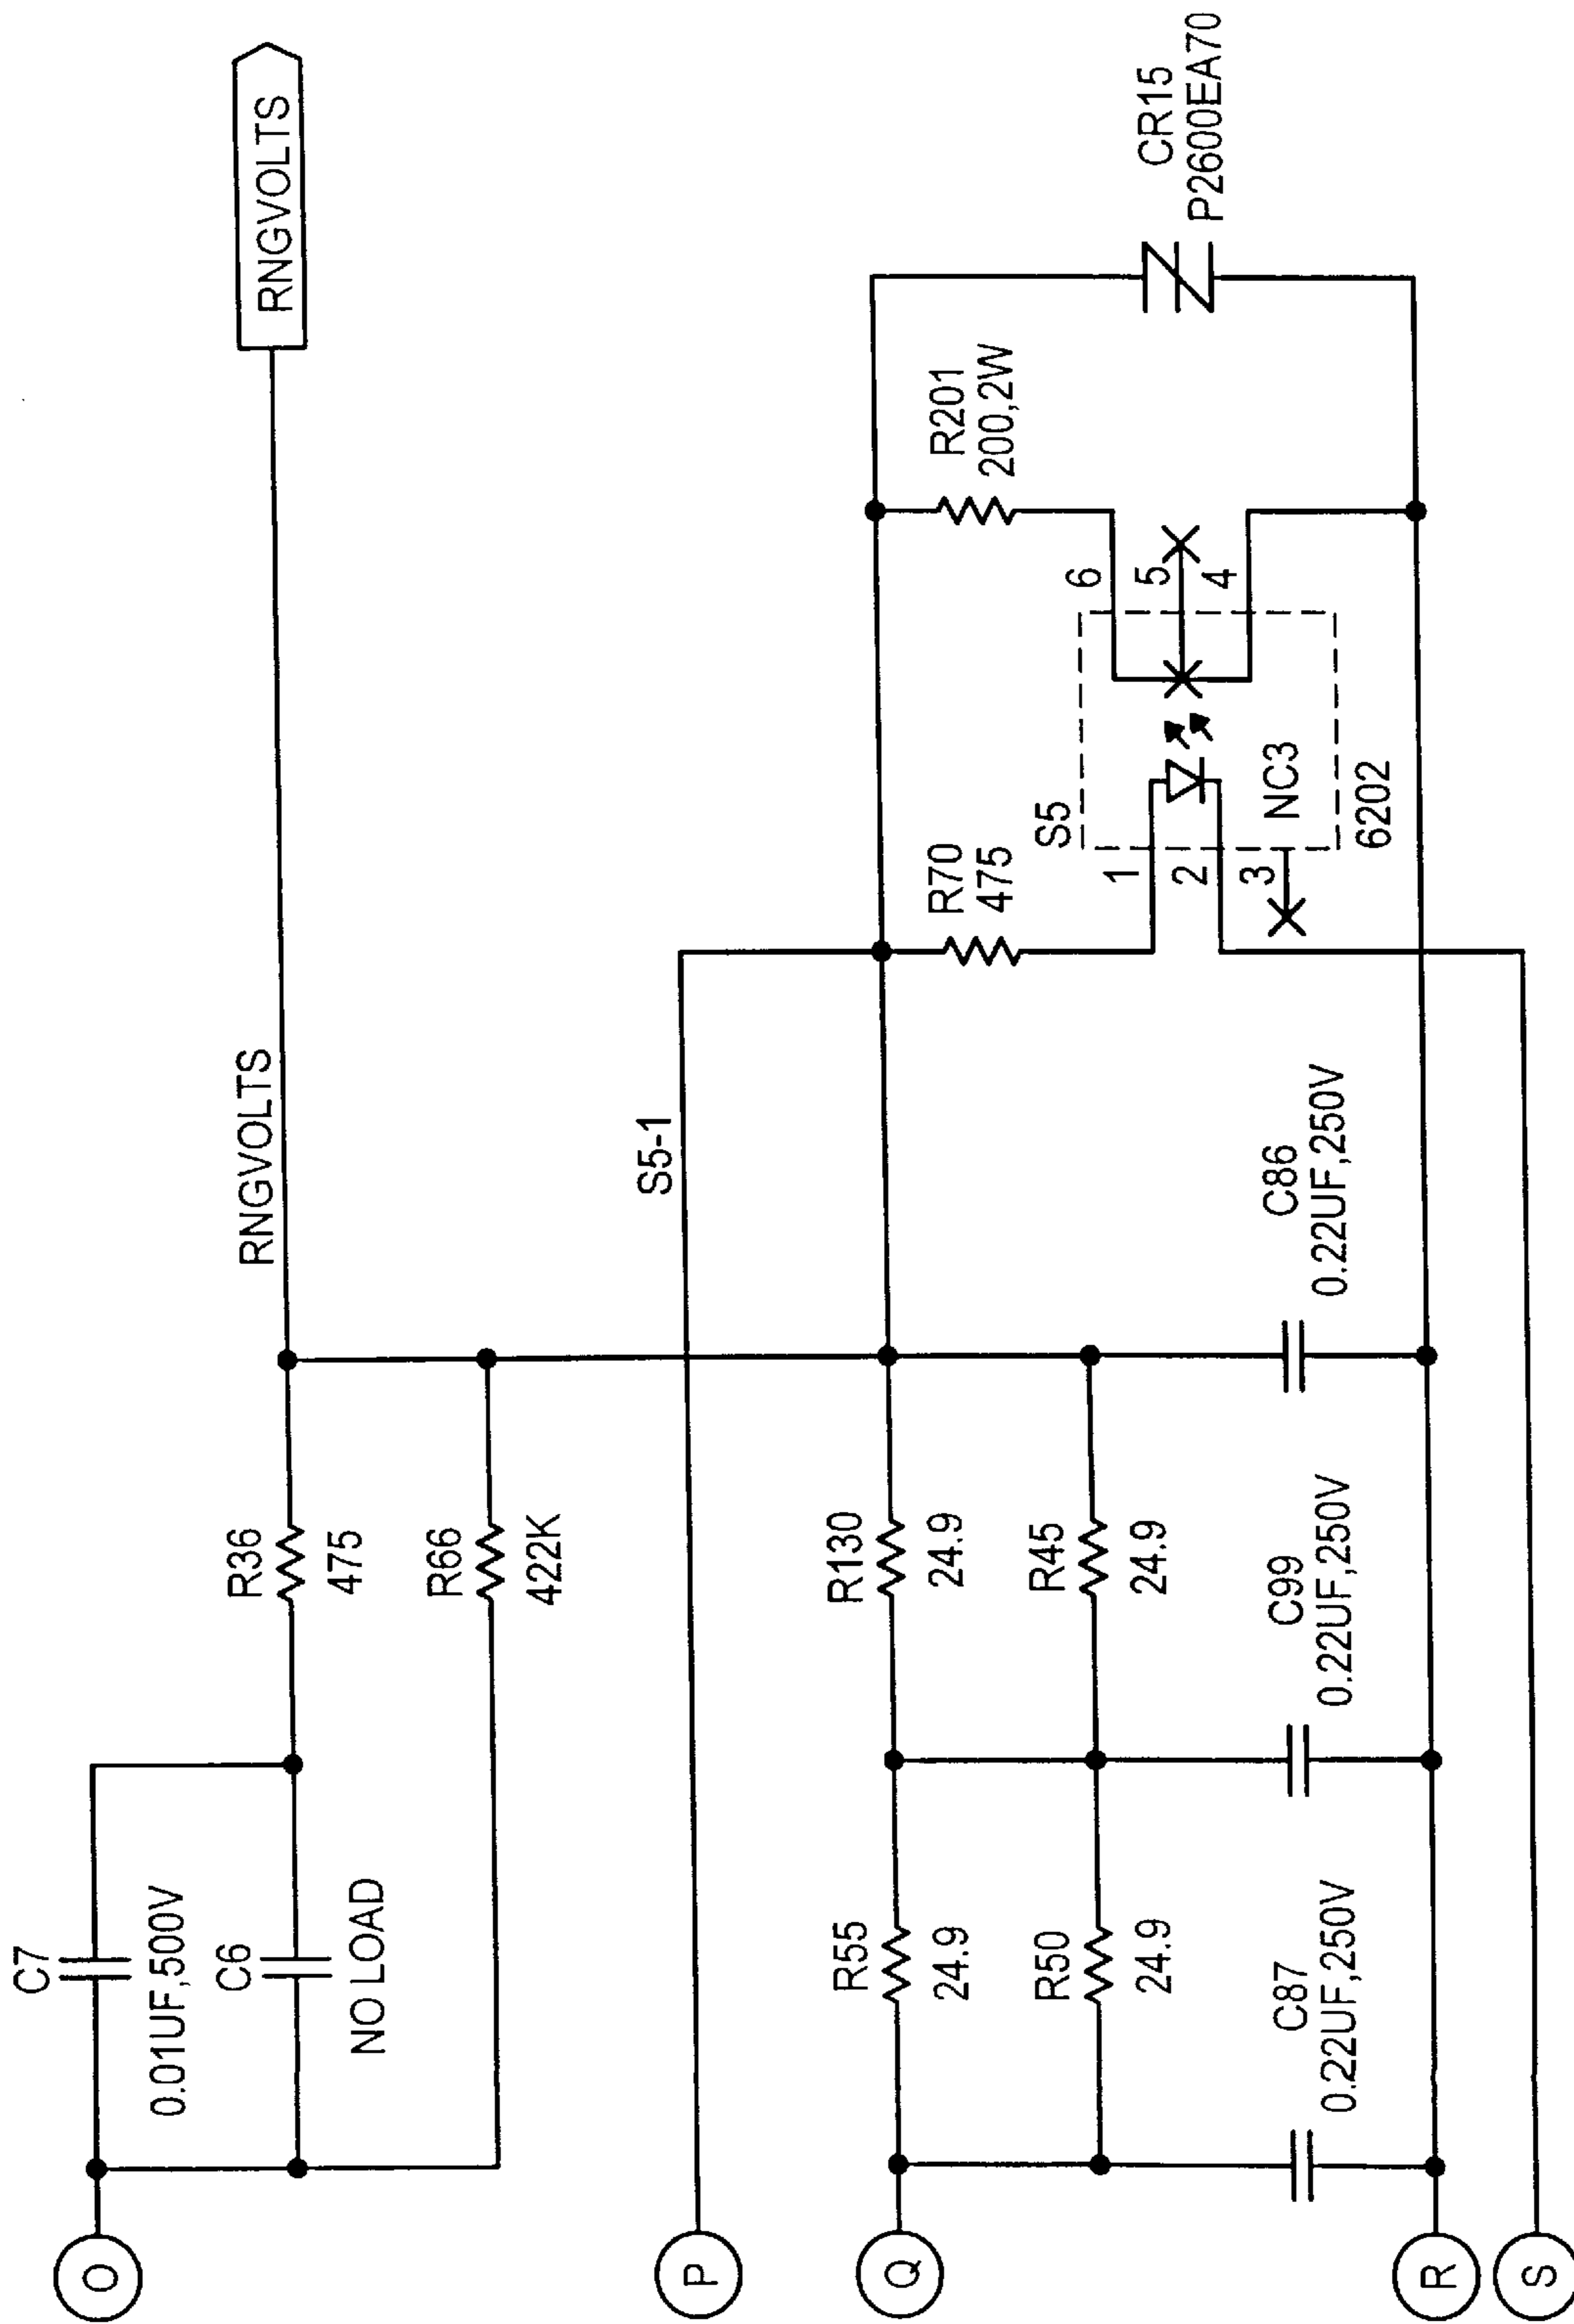 C7
0.01UF,500V
C6
NO LOAD
O
R36
475
R66
422K
RNGVOLTS
RNGVOLTS
S5-1
P
R55
24.9
R50
24.9
Q
R130
24.9
R45
24.9
C87
0.22UF,250V
C99
0.22UF,250V
C86
0.22UF,250V
R70
475
S5
1
2
3
NC3
6202
6
5
4
R201
200,2W
CR15
P2600EA70
R
S